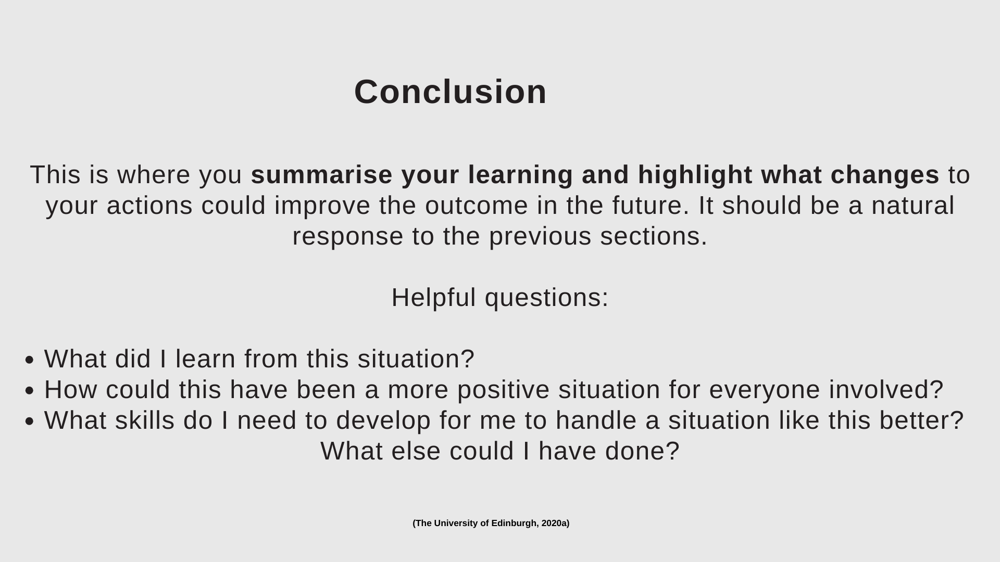 Conclusion
This is where you summarise your learning and highlight what changes to
your actions could improve the outcome in the future. It should be a natural
response to the previous sections.
Helpful questions:
• What did I learn from this situation?
• How could this have been a more positive situation for everyone involved?
• What skills do I need to develop for me to handle a situation like this better?
What else could I have done?
(The University of Edinburgh, 2020a)